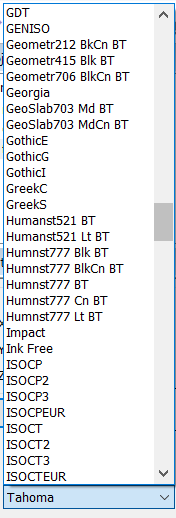 GDT
GENISO
Geometr212 BkCn BT
Geometr415 Blk BT
Geometr706 BlkCn BT
Georgia
GeoSlab703 Md BT
GeoSlab703 MdCn BT
GothicE
GothicG
GothicI
GreekC
GreekS
Humanst521 BT
Humanst521 Lt BT
Humnst777 Blk BT
Humnst777 BlkCn BT
Humnst777 BT
Humnst777 Cn BT
Humnst777 Lt BT
Impact
Ink Free
ISOCP
ISOCP2
ISOCP3
ISOCPEUR
ISOCT
ISOCT2
ISOCT3
ISOCTEUR
Tahoma